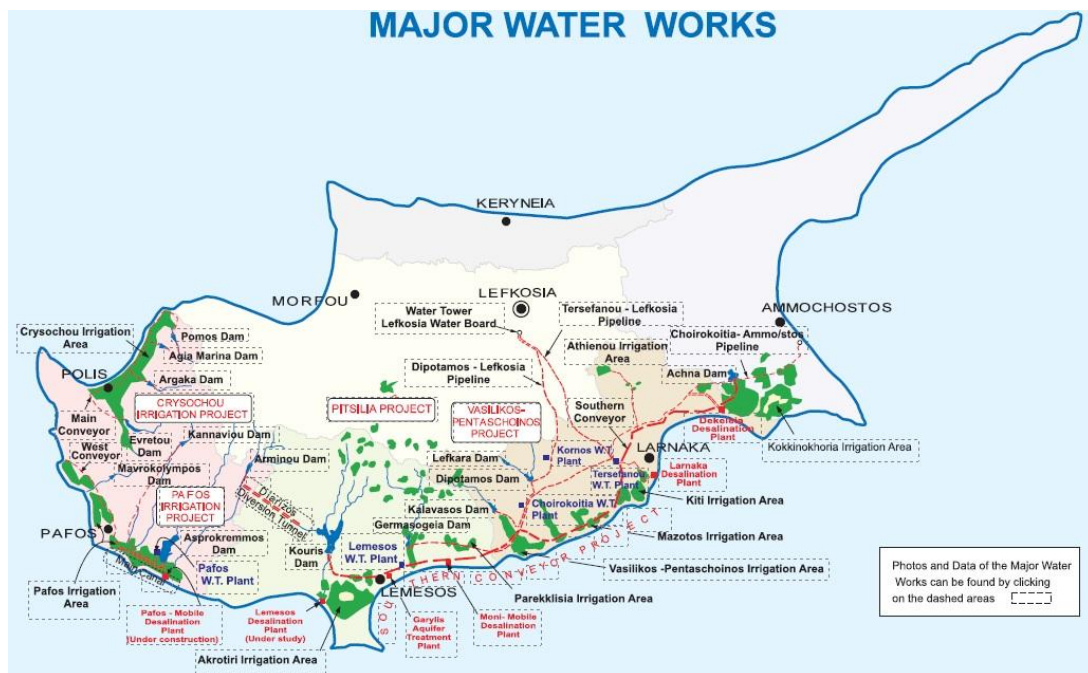 MAJOR WATER WORKS
KERYNEIA
MORFOU
LEFKOSIA
AMMOCHOSTOS
Water Tower
Lefkosia Water Board
Tersefanou - Lefkosia
Pipeline
Athienou Irrigation
Area
Choirokoitia- Ammo/stos
Pipeline
Crysochou Irrigation
Area
Pomos Dam
Agia Marina Dam
POLIS
Argaka Dam
Dipotamos - Lefkosia
Pipeline
Achna Dam
CRYSOCHOU
IRRIGATION PROJECT
PITSILIA PROJECT
VASILIKOS-
PENTASCHOINOS
PROJECT
Southern
Conveyor
Dekeleia
Desalination
Plant
Main
Conveyor
Evretou
Dam
Kannaviou Dam
West
Conveyor
Arminou Dam
Lefkara Dam
Kornos W.T
Plant
LARNAKA
Kokkinokhoria Irrigation Area
Mavrokolympos
Dam
Dipotamos Dam
Tersefanou
W.T. Plant
Larnaka
Desalination
Plant
PAFOS
IRRIGATION
PROJECT
Diarizos
Diversion Tunnel
Kalavasos Dam
Choirokoitia W.T.
Plant
Kiti Irrigation Area
PAFOS
Asprokremmos
Dam
Germasogeia Dam
Mazotos Irrigation Area
Kouris
Dam
Lemesos
W.T. Plant
Main Canal
Pafos
W.T. Plant
Vasilikos -Pentaschoinos Irrigation Area
Pafos Irrigation
Area
LEMESOS
SOUTHERN CONVEYOR PROJECT
Parekklisia Irrigation Area
Pafos - Mobile
Desalination
Plant
(Under construction)
Lemesos
Desalination
Plant
(Under study)
Garylis
Aquifer
Treatment
Plant
Moni- Mobile
Desalination
Plant
Akrotiri Irrigation Area
Photos and Data of the Major Water
Works can be found by clicking
on the dashed areas